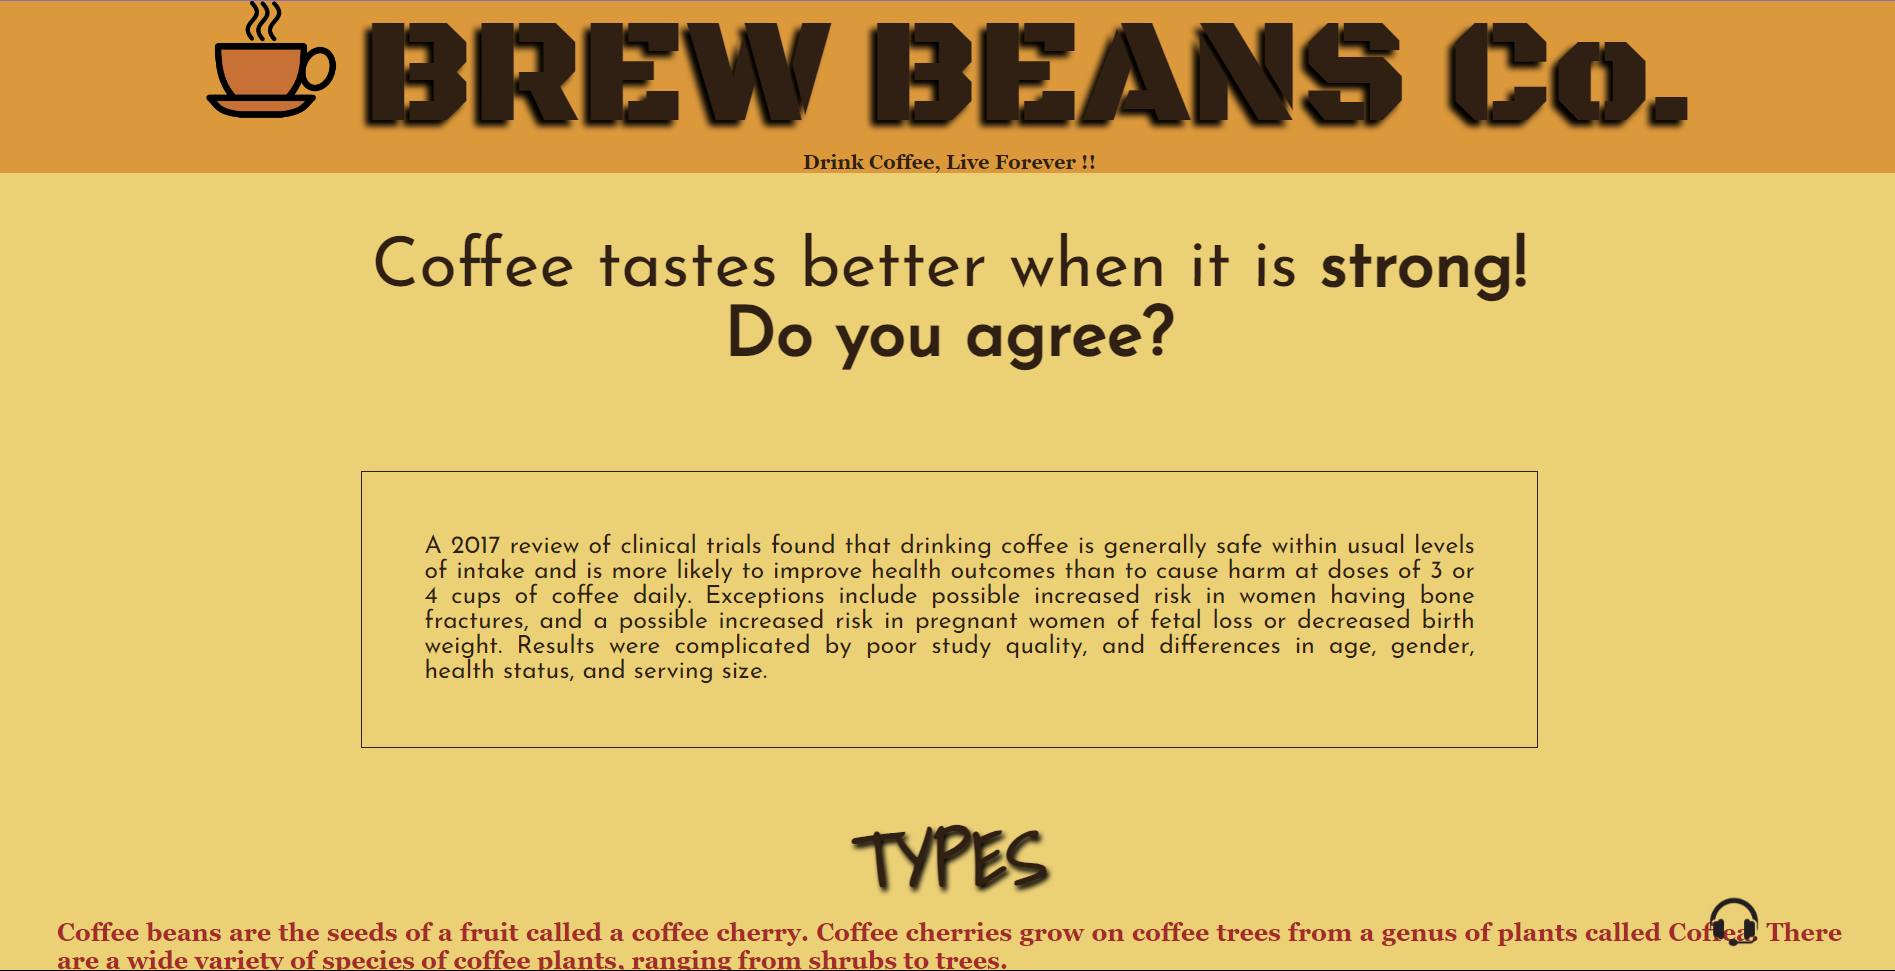 BREW BEANS Co.
Drink Coffee, Live Forever !!
Coffee tastes better when it is strong!
Do you agree?
A 2017 review of clinical trials found that drinking coffee is generally safe within usual levels
of intake and is more likely to improve health outcomes than to cause harm at doses of 3 or
4 cups of coffee daily. Exceptions include possible increased risk in women having bone
fractures, and a possible increased risk in pregnant women of fetal loss or decreased birth
weight. Results were complicated by poor study quality, and differences in age, gender,
health status, and serving size.
TYPES
Coffee beans are the seeds of a fruit called a coffee cherry. Coffee cherries grow on coffee trees from a genus of plants called Coffea. There
are a wide variety of species of coffee plants, ranging from shrubs to trees.